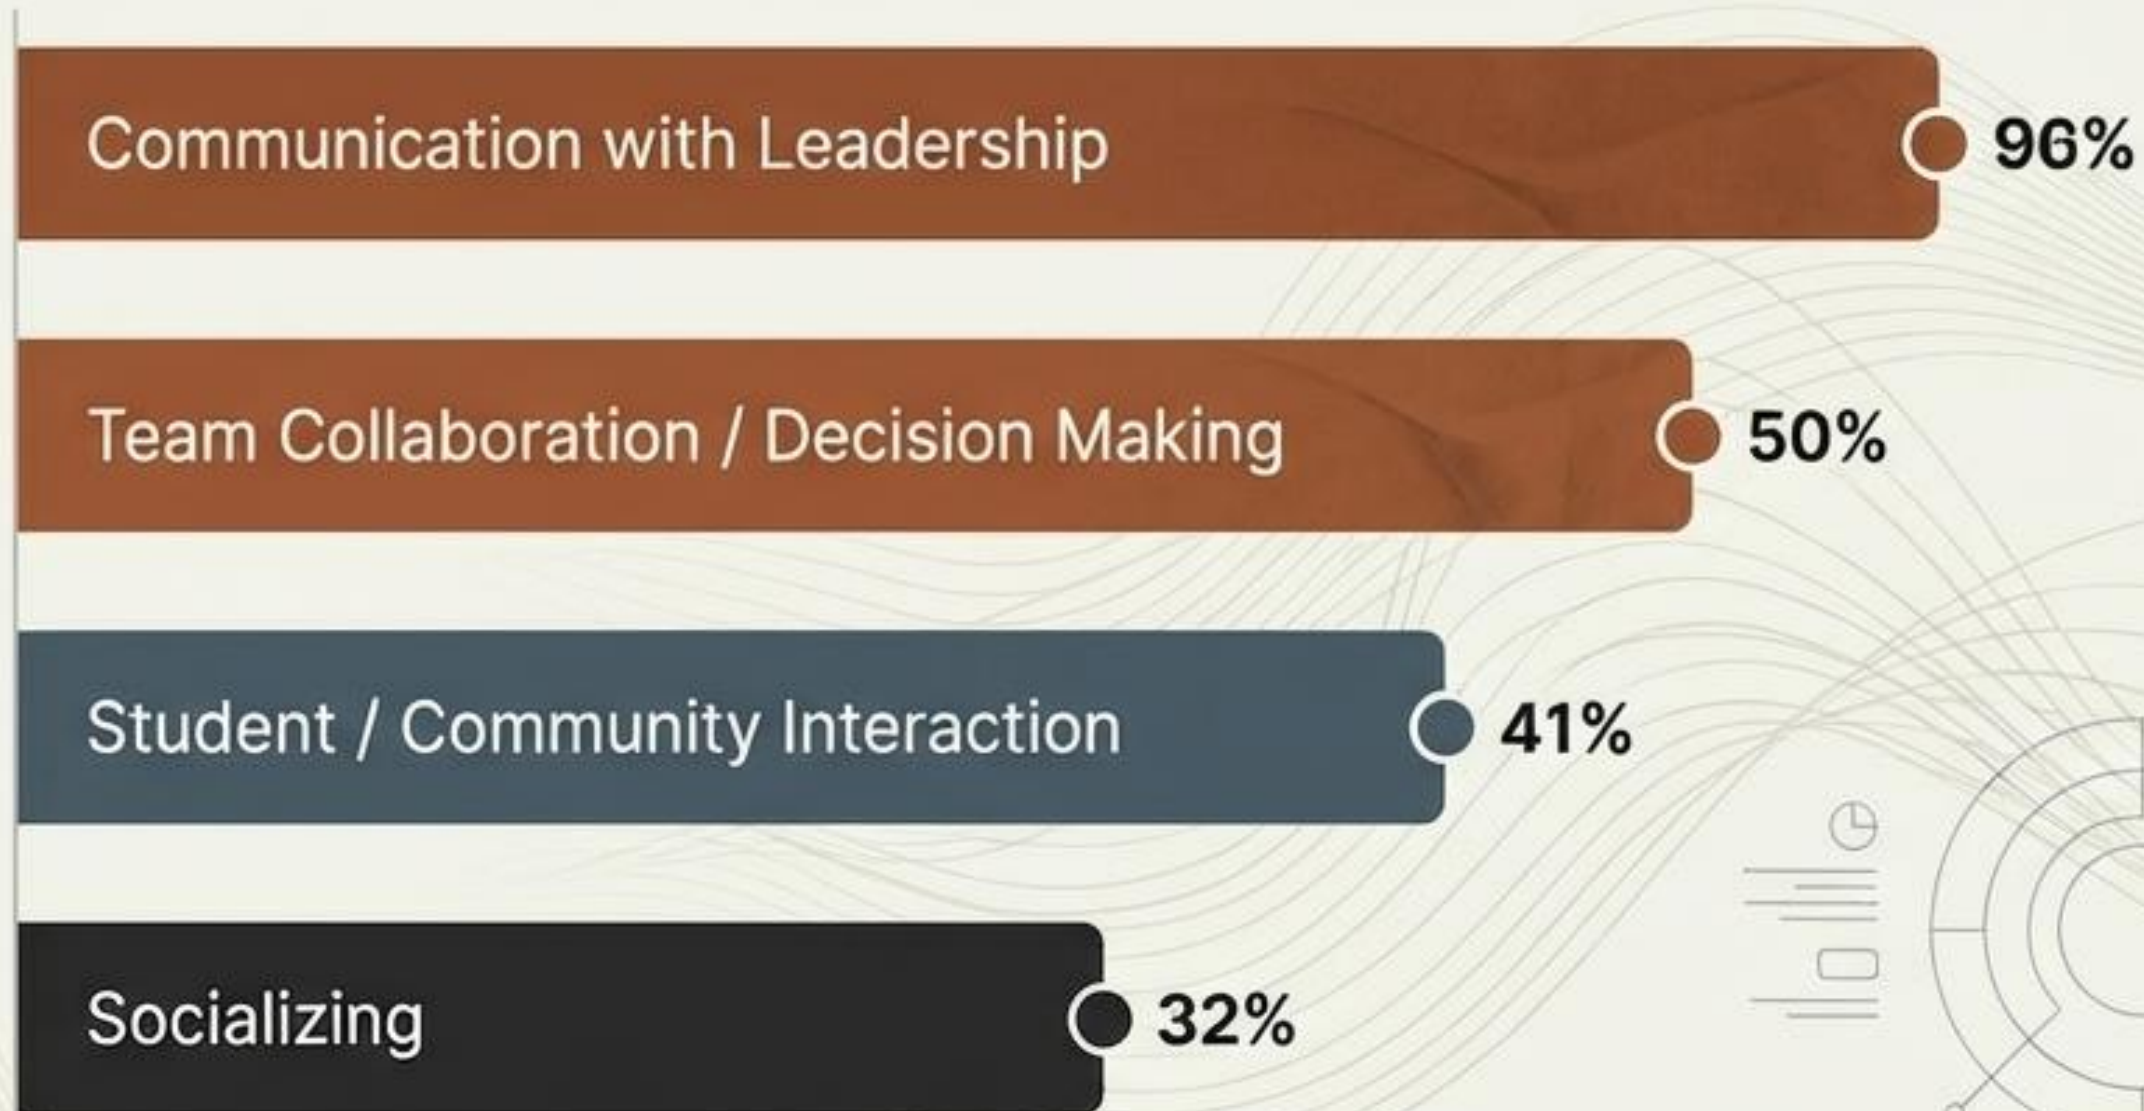 Communication with Leadership 96%
Team Collaboration / Decision Making 50%
Student / Community Interaction 41%
Socializing 32%